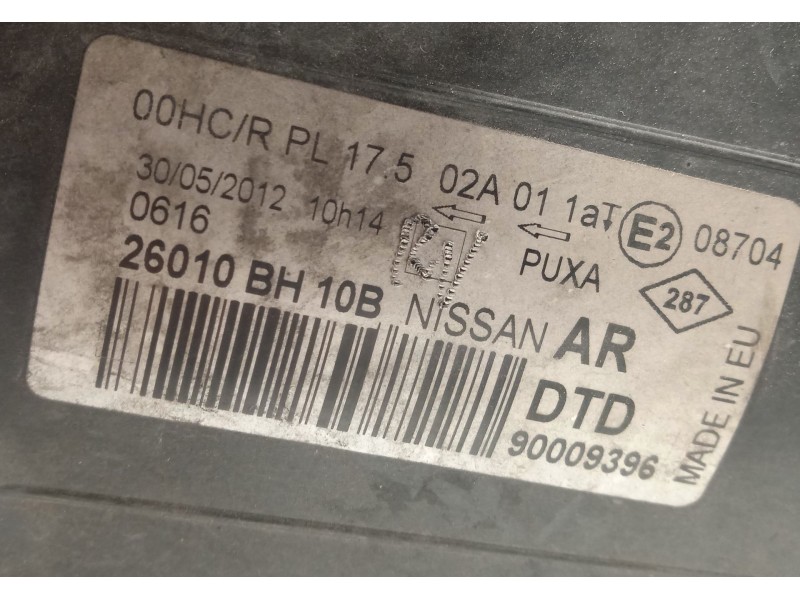 00HC/R PL 17.5 02A 01 1aT E2 08704
30/05/2012 10h14
0616 PUXA 287
26010 BH 10B NISSAN AR
DTD
90009396
MADE IN EU